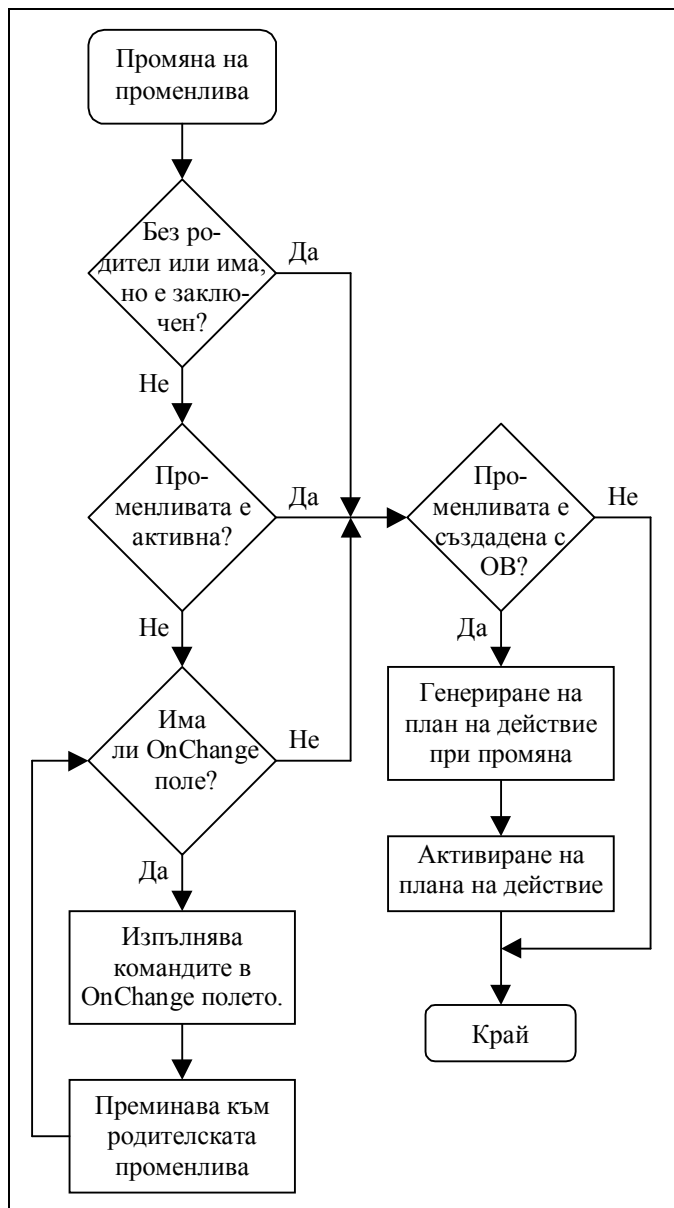 Промяна на
променлива
Без ро-
дител или има,
но е заклю-
чен?
Да
Не
Про-
менливата е
активна?
Да
Про-
менливата е
създадена с
ОВ?
Не
Не
Да
Има
ли OnChange
поле?
Не
Генериране на
план на действие
при промяна
Да
Активиране на
плана на действие
Изпълнява
командите в
OnChange полето.
Край
Преминава към
родителската
променлива